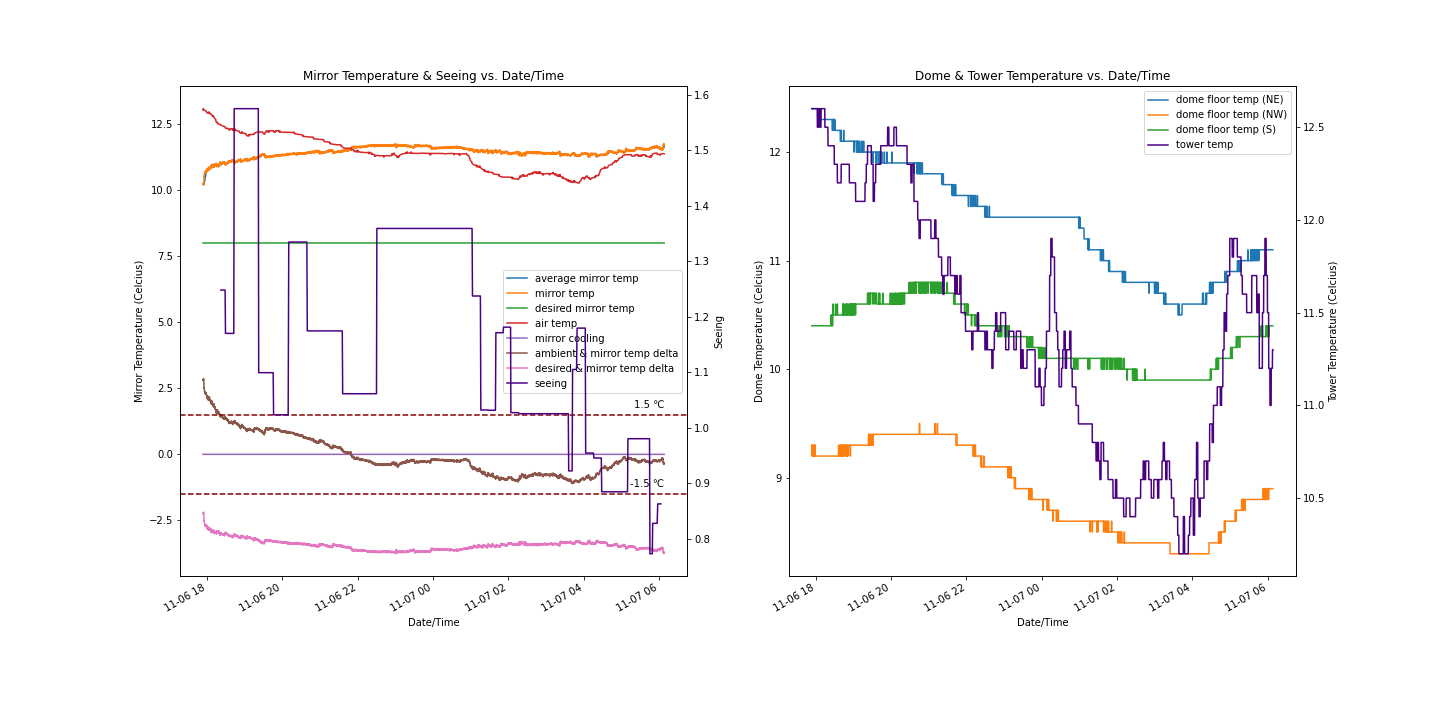 Mirror Temperature & Seeing vs. Date/Time
Mirror Temperature (Celcius)
12.5
10.0
7.5
5.0
2.5
0.0
−2.5
1.6
1.5
1.4
1.3
1.2
1.1
1.0
0.9
0.8
Seeing
average mirror temp
mirror temp
desired mirror temp
air temp
mirror cooling
ambient & mirror temp delta
desired & mirror temp delta
seeing
1.5 °C
-1.5 °C
11-06 18
11-06 20
11-06 22
11-07 00
11-07 02
11-07 04
11-07 06
Date/Time
Dome & Tower Temperature vs. Date/Time
Dome Temperature (Celcius)
12
11
10
9
dome floor temp (NE)
dome floor temp (NW)
dome floor temp (S)
tower temp
12.5
12.0
11.5
11.0
10.5
Tower Temperature (Celcius)
11-06 18
11-06 20
11-06 22
11-07 00
11-07 02
11-07 04
11-07 06
Date/Time